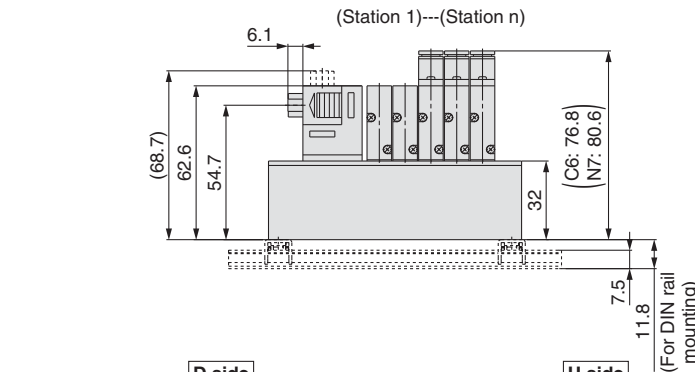 (Station 1)---(Station n)
6.1
(68.7)
62.6
54.7
32
(C6: 76.8
N7: 80.6)
7.5
11.8
(For DIN rail
mounting)
D side
U side